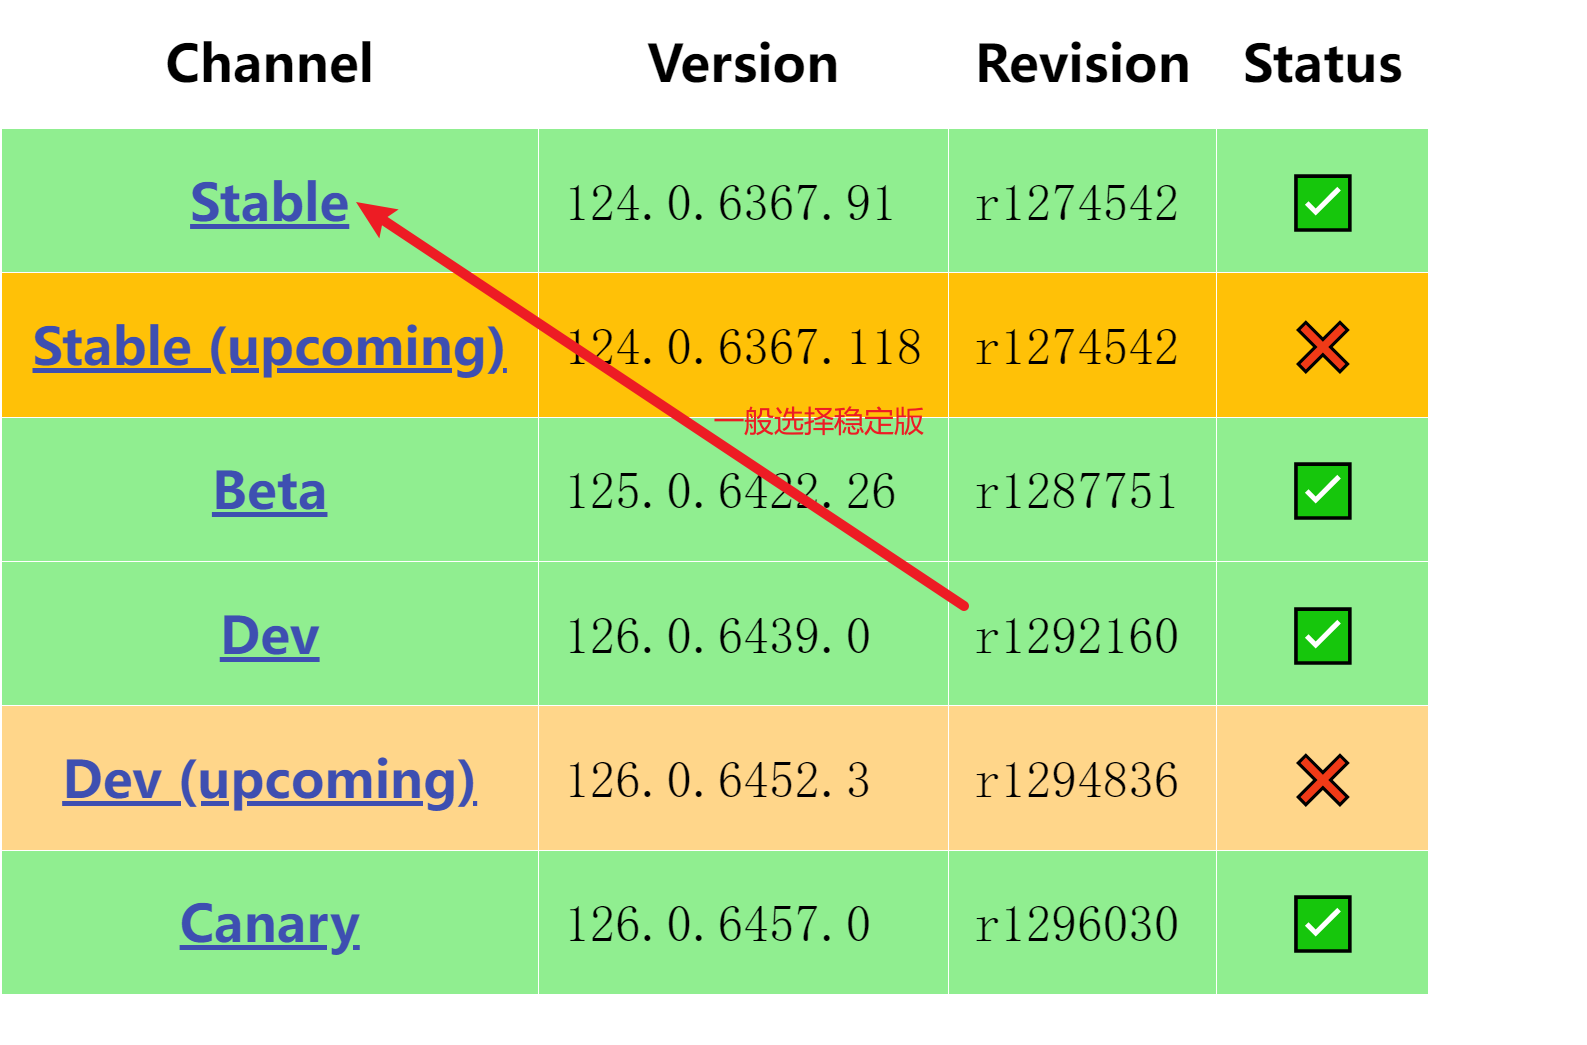 Channel Version Revision Status
Stable 124.0.6367.91 r1274542 ✅
Stable (upcoming) 124.0.6367.118 r1274542 ❌
一般选择稳定版
Beta 125.0.6422.26 r1287751 ✅
Dev 126.0.6439.0 r1292160 ✅
Dev (upcoming) 126.0.6452.3 r1294836 ❌
Canary 126.0.6457.0 r1296030 ✅